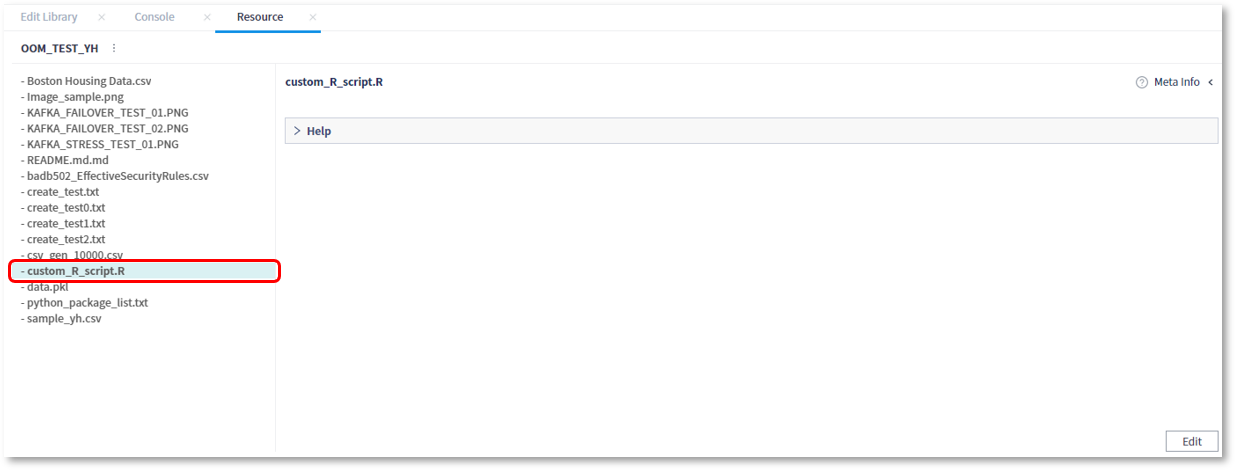 Edit Library × Console × Resource ×
OOM_TEST_YH ⋮
- Boston Housing Data.csv
- Image_sample.png
- KAFKA_FAILOVER_TEST_01.PNG
- KAFKA_FAILOVER_TEST_02.PNG
- KAFKA_STRESS_TEST_01.PNG
- README.md.md
- badb502_EffectiveSecurityRules.csv
- create_test.txt
- create_test0.txt
- create_test1.txt
- create_test2.txt
- csv_gen_10000.csv
- custom_R_script.R
- data.pkl
- python_package_list.txt
- sample_yh.csv
custom_R_script.R
? Meta Info <
> Help
Edit